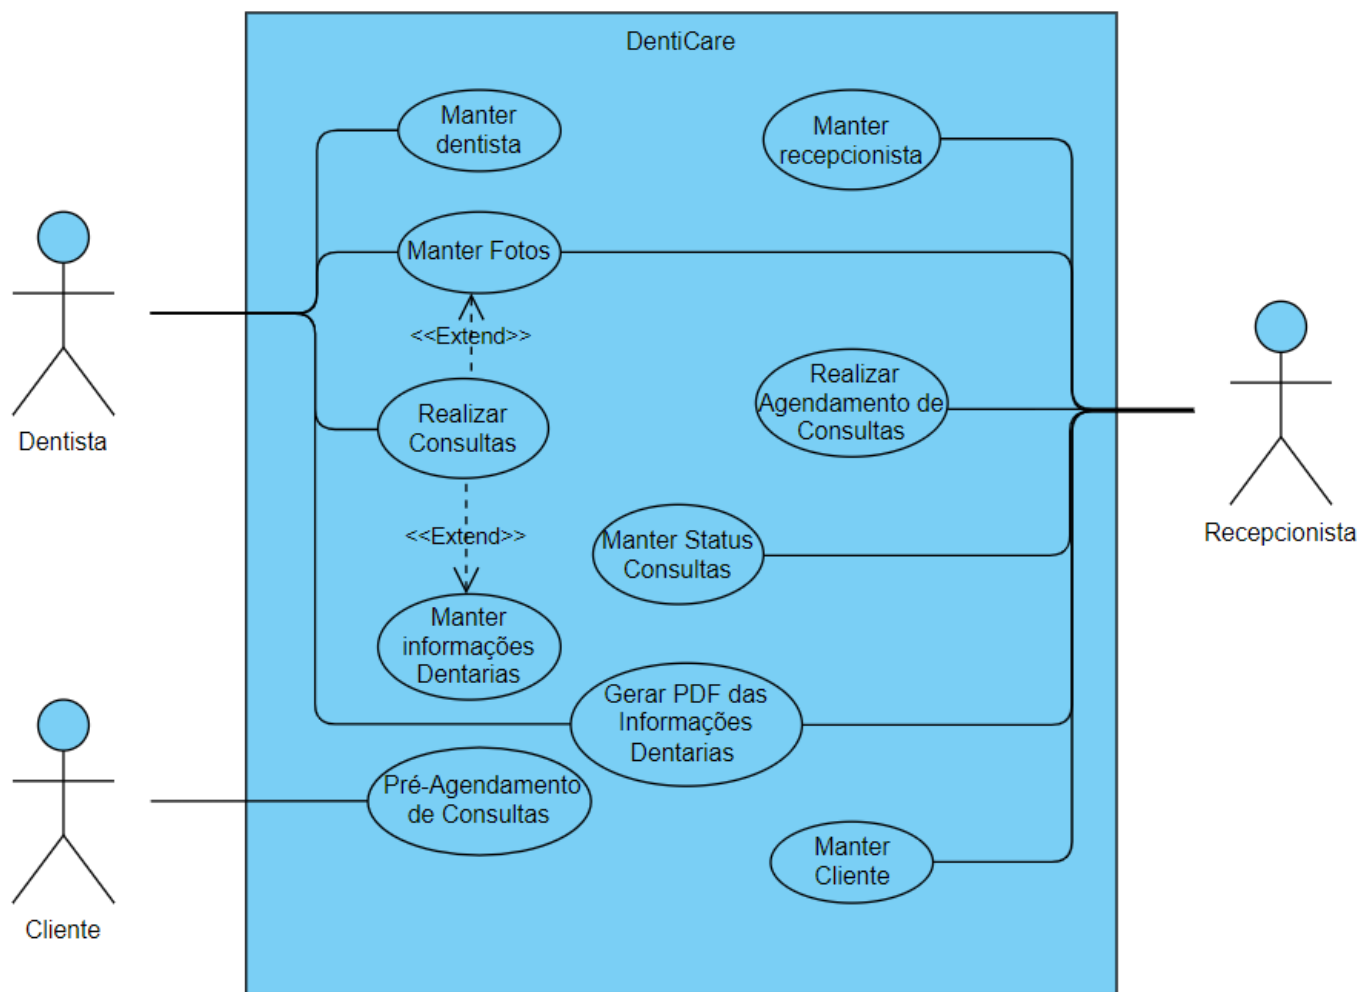 DentiCare
Manter
dentista
Manter
recepcionista
Manter Fotos
<<Extend>>
Realizar
Consultas
Realizar
Agendamento de
Consultas
Dentista
<<Extend>>
Manter Status
Consultas
Recepcionista
Manter
informações
Dentarias
Gerar PDF das
Informações
Dentarias
Pré-Agendamento
de Consultas
Manter
Cliente
Cliente